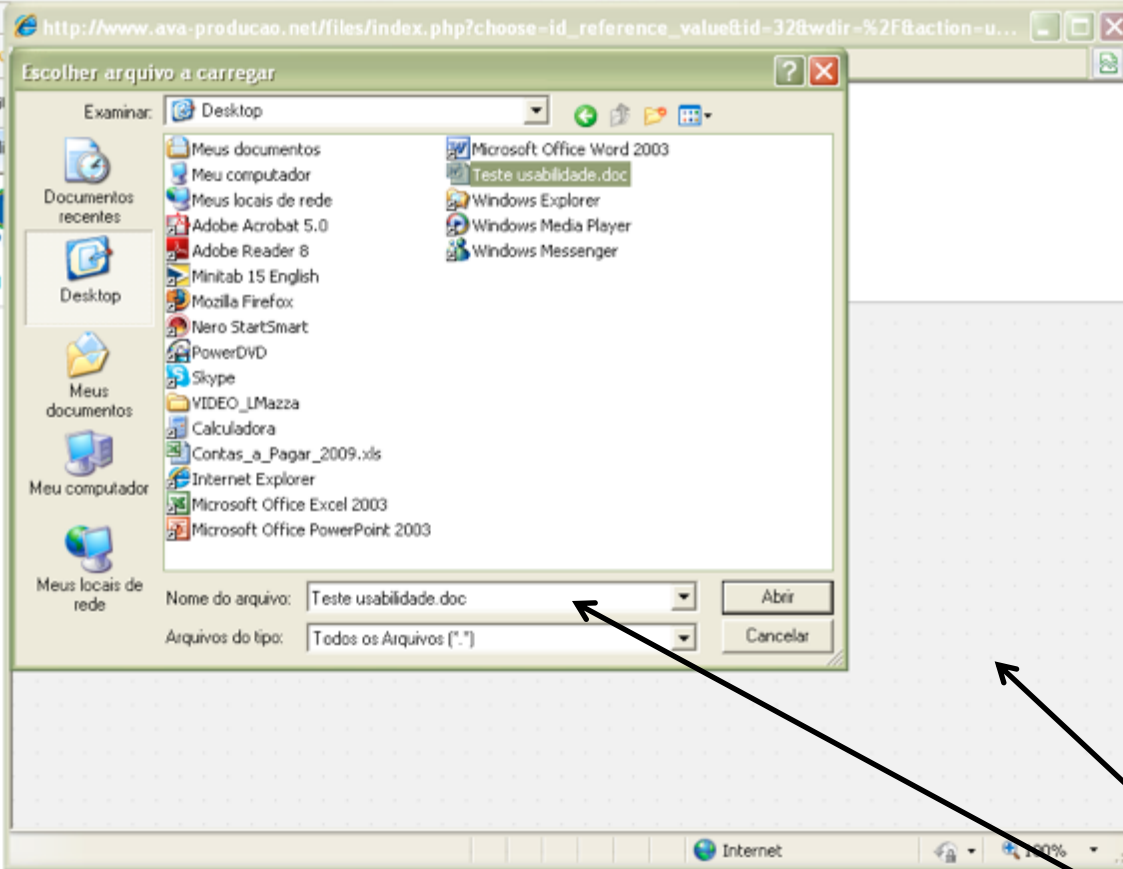 http://www.ava-producao.net/files/index.php?choose=id_reference_value&id=32&wdir=%2F&action=u...
Escolher arquivo a carregar
Examinar:
Desktop
Documentos
recentes
Desktop
Meus
documentos
Meu computador
Meus locais de
rede
Meus documentos
Meu computador
Meus locais de rede
Adobe Acrobat 5.0
Adobe Reader 8
Minitab 15 English
Mozilla Firefox
Nero StartSmart
PowerDVD
Skype
VIDEO_LMazza
Calculadora
Contas_a_Pagar_2009.xls
Internet Explorer
Microsoft Office Excel 2003
Microsoft Office PowerPoint 2003
Microsoft Office Word 2003
Teste usabilidade.doc
Windows Explorer
Windows Media Player
Windows Messenger
Nome do arquivo: Teste usabilidade.doc Abrir
Arquivos do tipo: Todos os Arquivos (*.*) Cancelar
Internet 100%